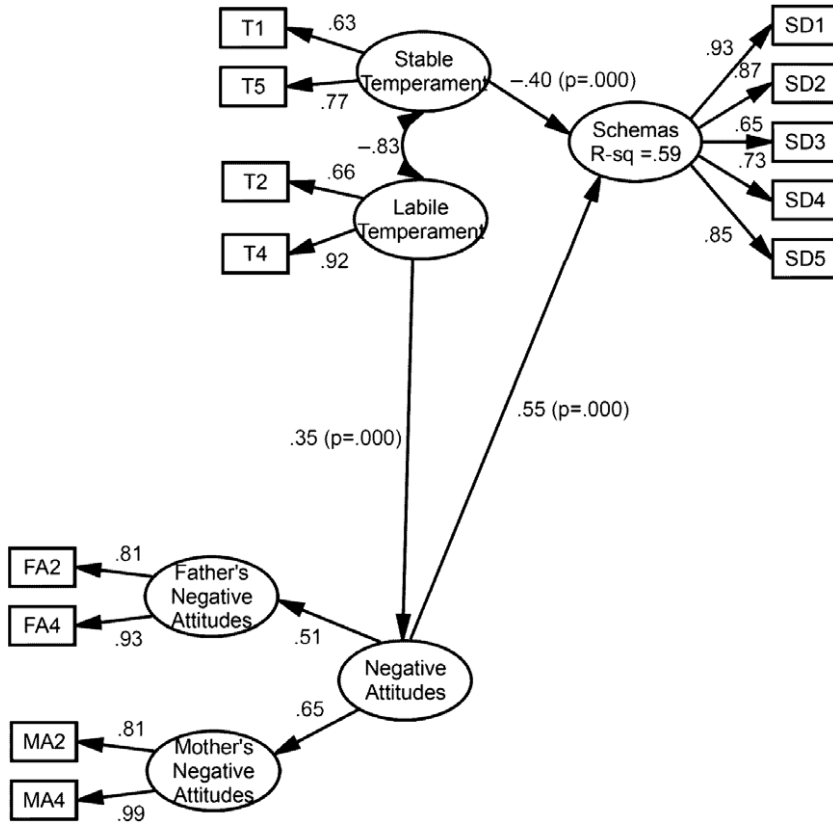 T1
.63
Stable
Temperament
T5
.77
–.40 (p=.000)
.93
SD1
.87
SD2
Schemas
R-sq =.59
.65
SD3
.73
SD4
.85
SD5
–.83
T2
.66
Labile
Temperament
T4
.92
.35 (p=.000)
.55 (p=.000)
FA2
.81
Father's
Negative
Attitudes
FA4
.93
.51
Negative
Attitudes
.65
MA2
.81
Mother's
Negative
Attitudes
MA4
.99